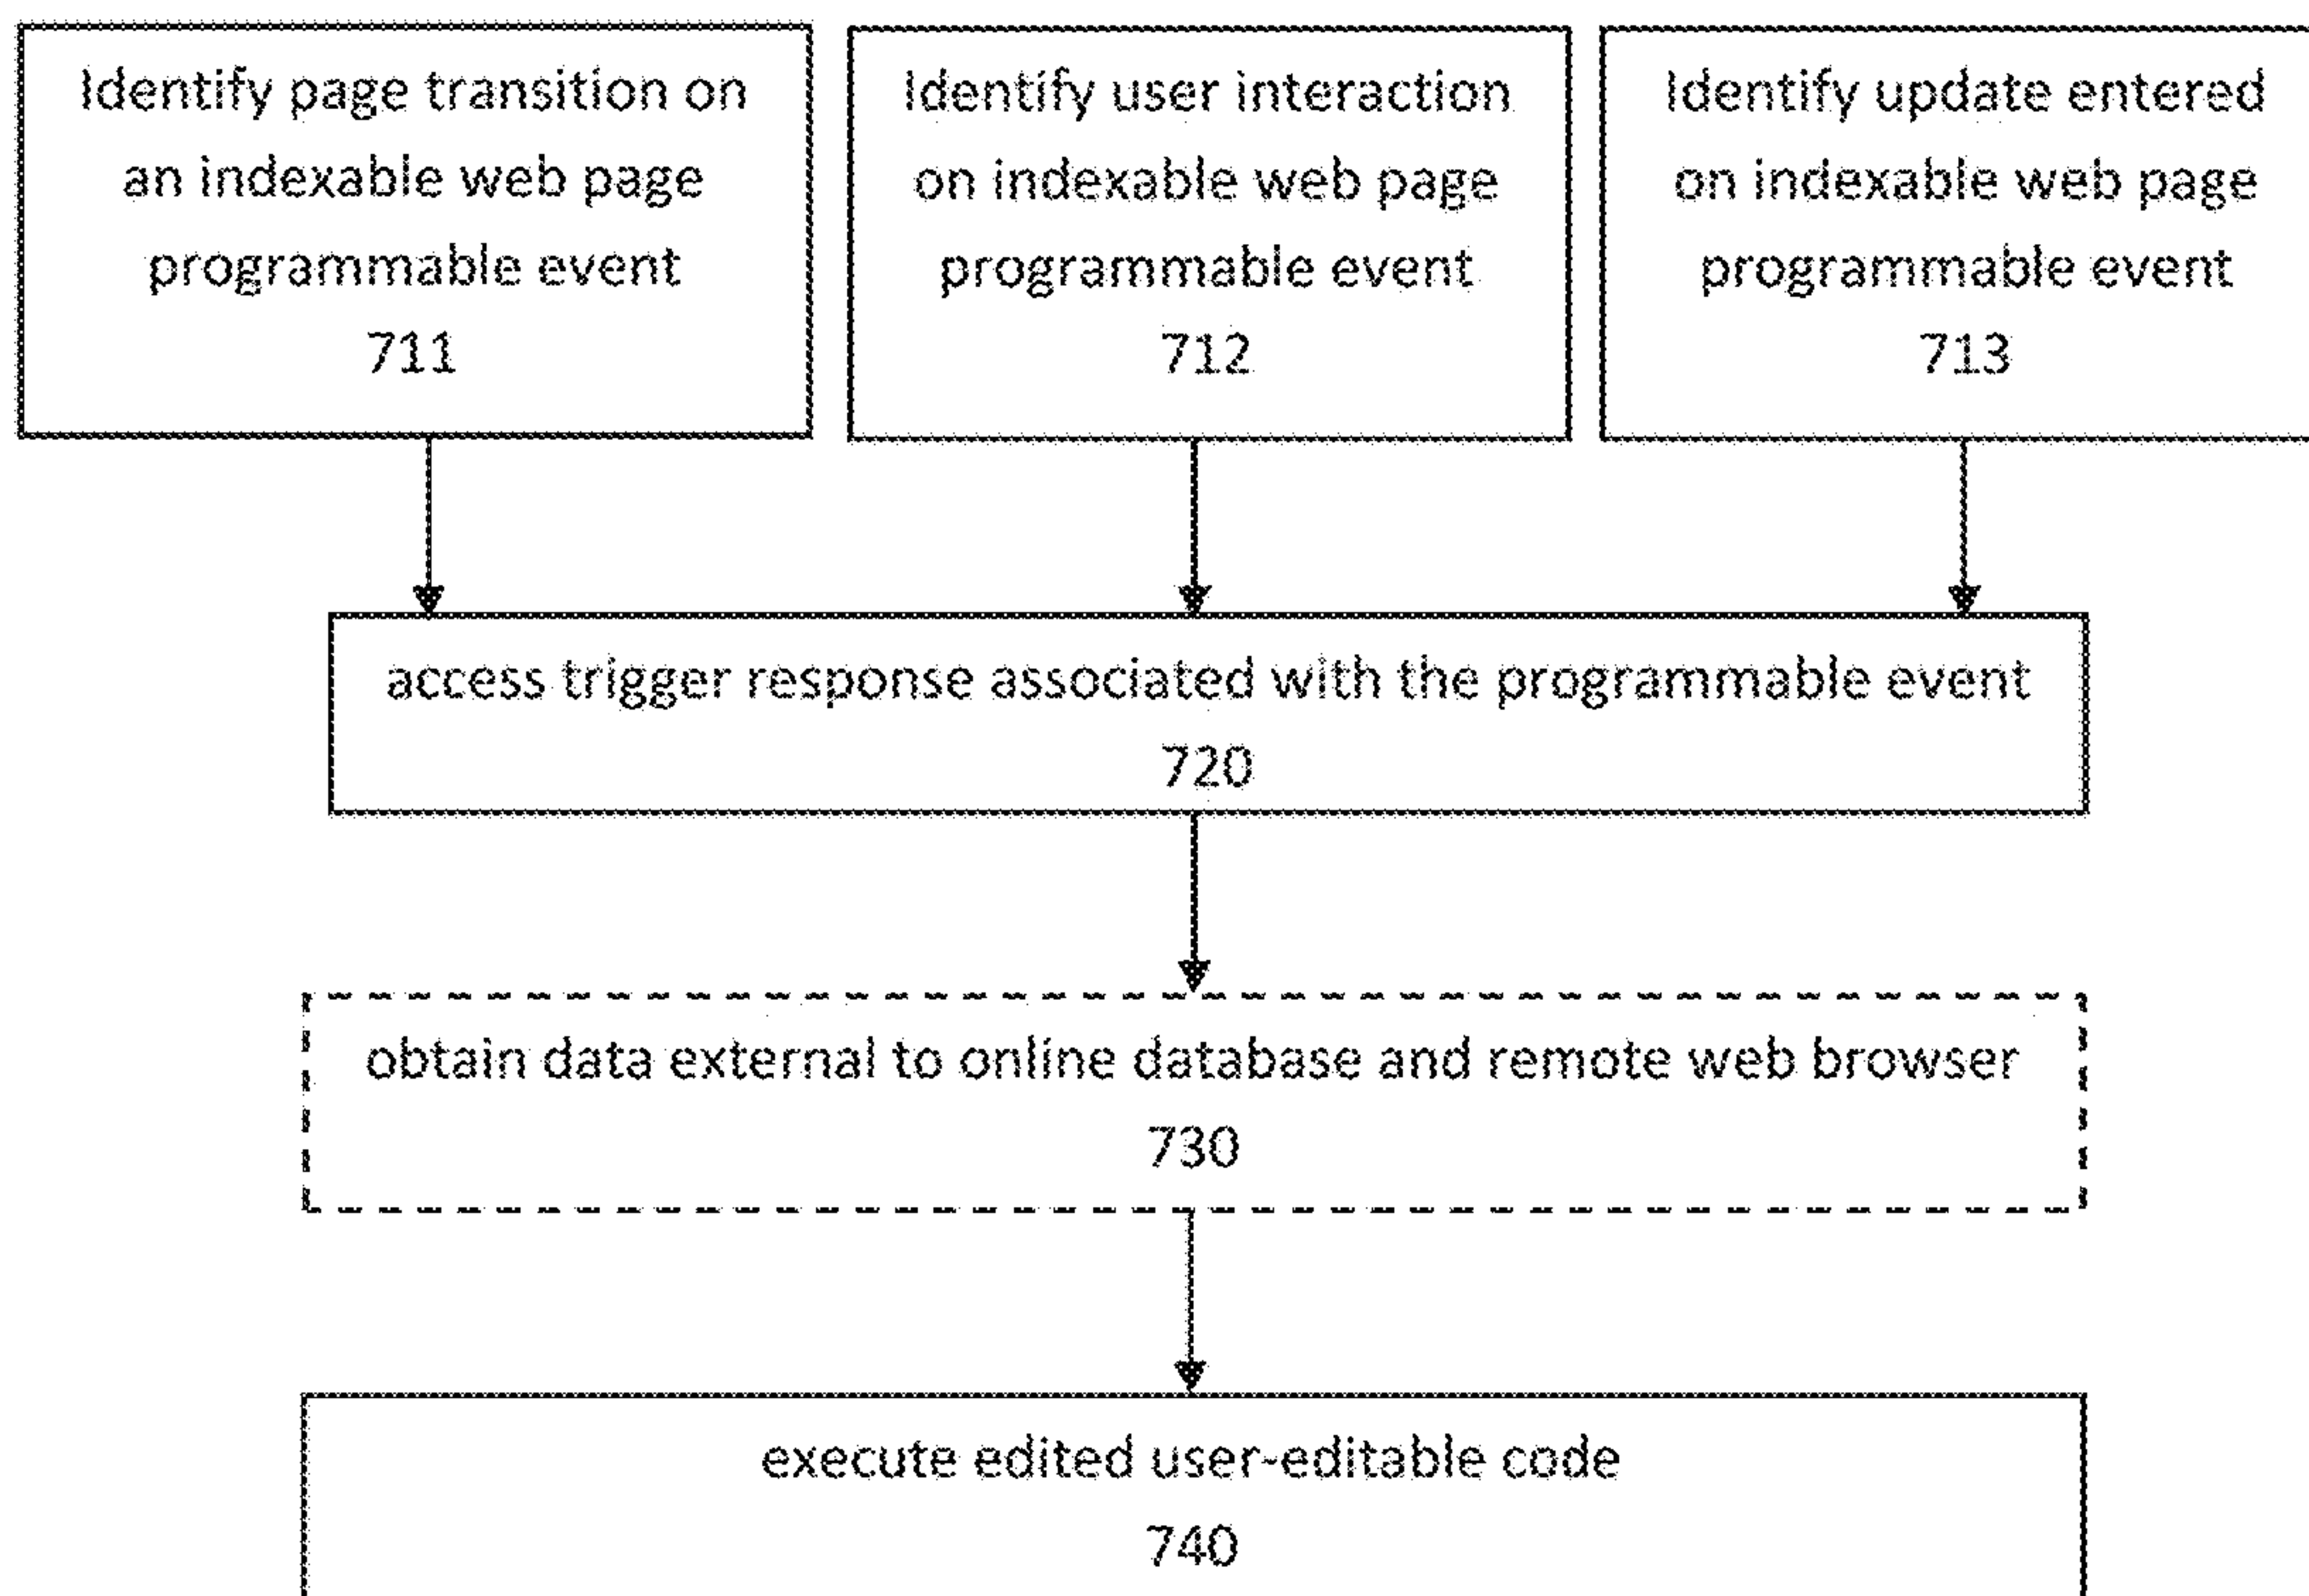 Identify page transition on
an indexable web page
programmable event
711
Identify user interaction
on indexable web page
programmable event
712
Identify update entered
on indexable web page
programmable event
713
access trigger response associated with the programmable event
720
obtain data external to online database and remote web browser
730
execute edited user-editable code
740